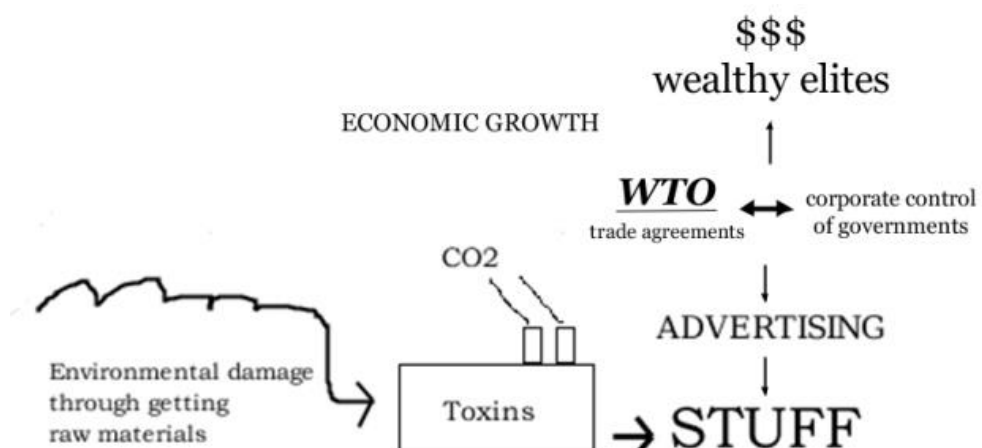 $$$
wealthy elites
ECONOMIC GROWTH
WTO
trade agreements
corporate control
of governments
CO2
ADVERTISING
Environmental damage
through getting
raw materials
Toxins
STUFF